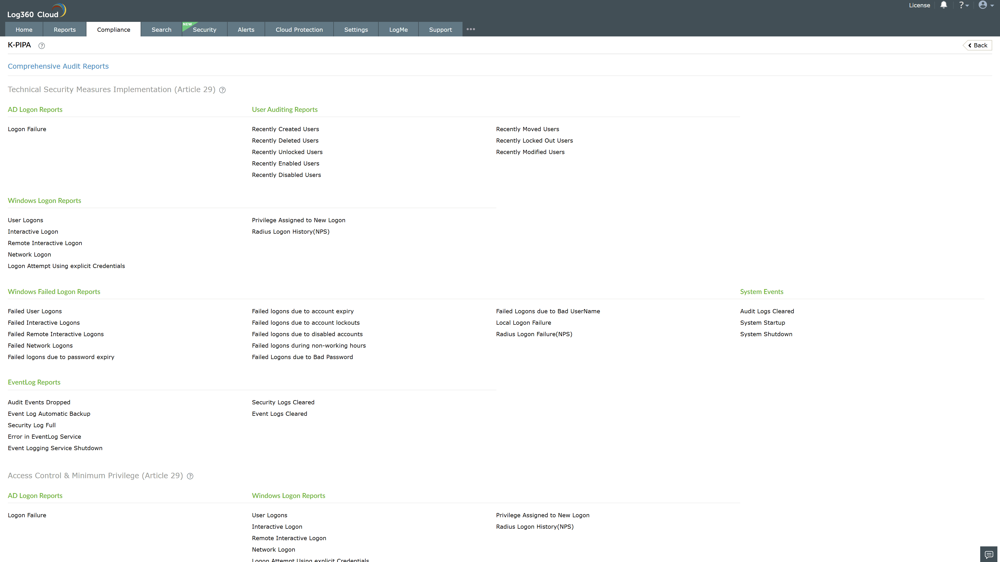 Log360 Cloud
License
?
Home
Reports
Compliance
Search
NEW
Security
Alerts
Cloud Protection
Settings
LogMe
Support
K-PIPA ?
Back
Comprehensive Audit Reports
Technical Security Measures Implementation (Article 29) ?
AD Logon Reports
Logon Failure
User Auditing Reports
Recently Created Users
Recently Deleted Users
Recently Unlocked Users
Recently Enabled Users
Recently Disabled Users
Recently Moved Users
Recently Locked Out Users
Recently Modified Users
Windows Logon Reports
User Logons
Interactive Logon
Remote Interactive Logon
Network Logon
Logon Attempt Using explicit Credentials
Privilege Assigned to New Logon
Radius Logon History(NPS)
Windows Failed Logon Reports
Failed User Logons
Failed Interactive Logons
Failed Remote Interactive Logons
Failed Network Logons
Failed logons due to password expiry
Failed logons due to account expiry
Failed logons due to account lockouts
Failed logons due to disabled accounts
Failed logons during non-working hours
Failed Logons due to Bad Password
Failed Logons due to Bad UserName
Local Logon Failure
Radius Logon Failure(NPS)
System Events
Audit Logs Cleared
System Startup
System Shutdown
EventLog Reports
Audit Events Dropped
Event Log Automatic Backup
Security Log Full
Error in EventLog Service
Event Logging Service Shutdown
Security Logs Cleared
Event Logs Cleared
Access Control & Minimum Privilege (Article 29) ?
AD Logon Reports
Logon Failure
Windows Logon Reports
User Logons
Interactive Logon
Remote Interactive Logon
Network Logon
Logon Attempt Using explicit Credentials
Privilege Assigned to New Logon
Radius Logon History(NPS)